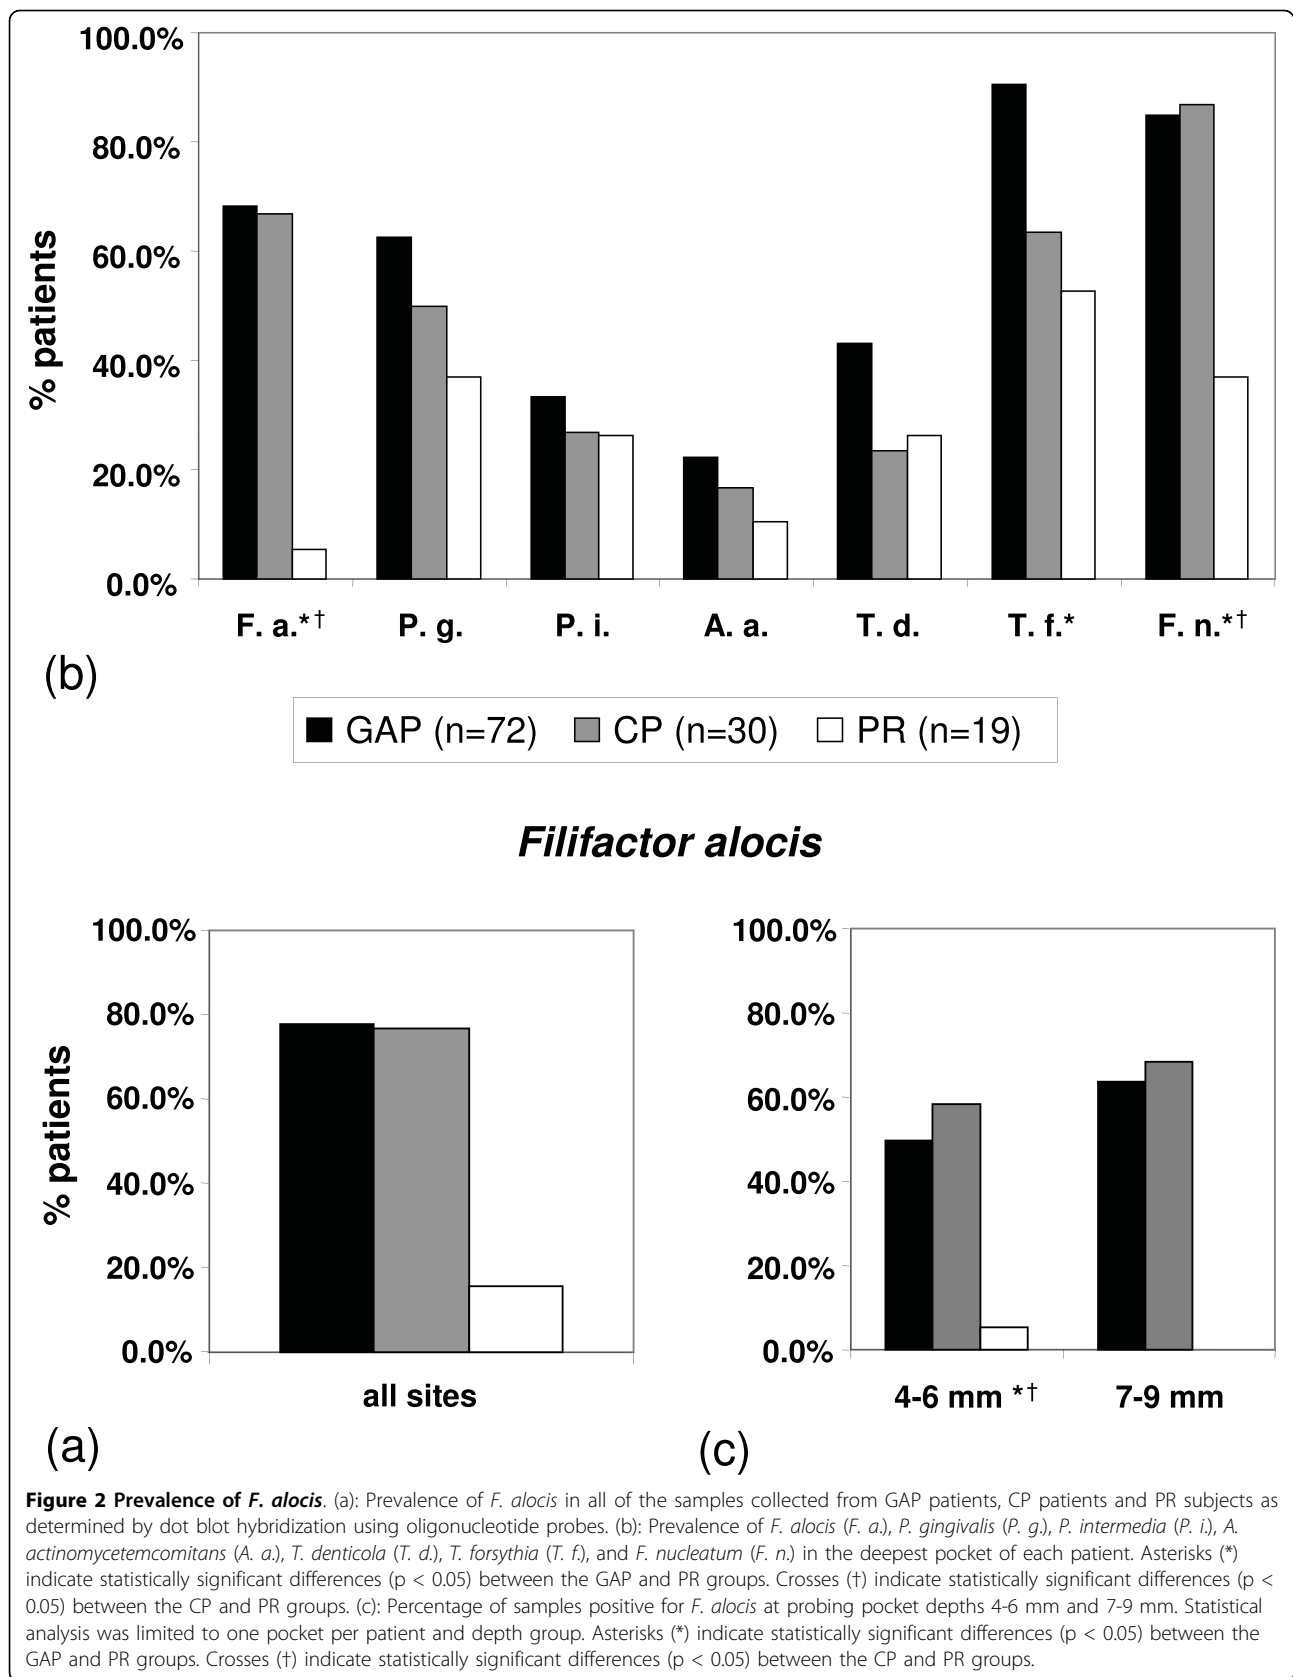 100.0%
80.0%
60.0%
40.0%
20.0%
0.0%
% patients
F. a.*† P. g. P. i. A. a. T. d. T. f.* F. n.*†
(b)
GAP (n=72) CP (n=30) PR (n=19)
Filifactor alocis
100.0%
80.0%
60.0%
40.0%
20.0%
0.0%
% patients
all sites
(a)
100.0%
80.0%
60.0%
40.0%
20.0%
0.0%
4-6 mm *† 7-9 mm
(c)
Figure 2 Prevalence of F. alocis. (a): Prevalence of F. alocis in all of the samples collected from GAP patients, CP patients and PR subjects as
determined by dot blot hybridization using oligonucleotide probes. (b): Prevalence of F. alocis (F. a.), P. gingivalis (P. g.), P. intermedia (P. i.), A.
actinomycetemcomitans (A. a.), T. denticola (T. d.), T. forsythia (T. f.), and F. nucleatum (F. n.) in the deepest pocket of each patient. Asterisks (*)
indicate statistically significant differences (p < 0.05) between the GAP and PR groups. Crosses (†) indicate statistically significant differences (p <
0.05) between the CP and PR groups. (c): Percentage of samples positive for F. alocis at probing pocket depths 4-6 mm and 7-9 mm. Statistical
analysis was limited to one pocket per patient and depth group. Asterisks (*) indicate statistically significant differences (p < 0.05) between the
GAP and PR groups. Crosses (†) indicate statistically significant differences (p < 0.05) between the CP and PR groups.